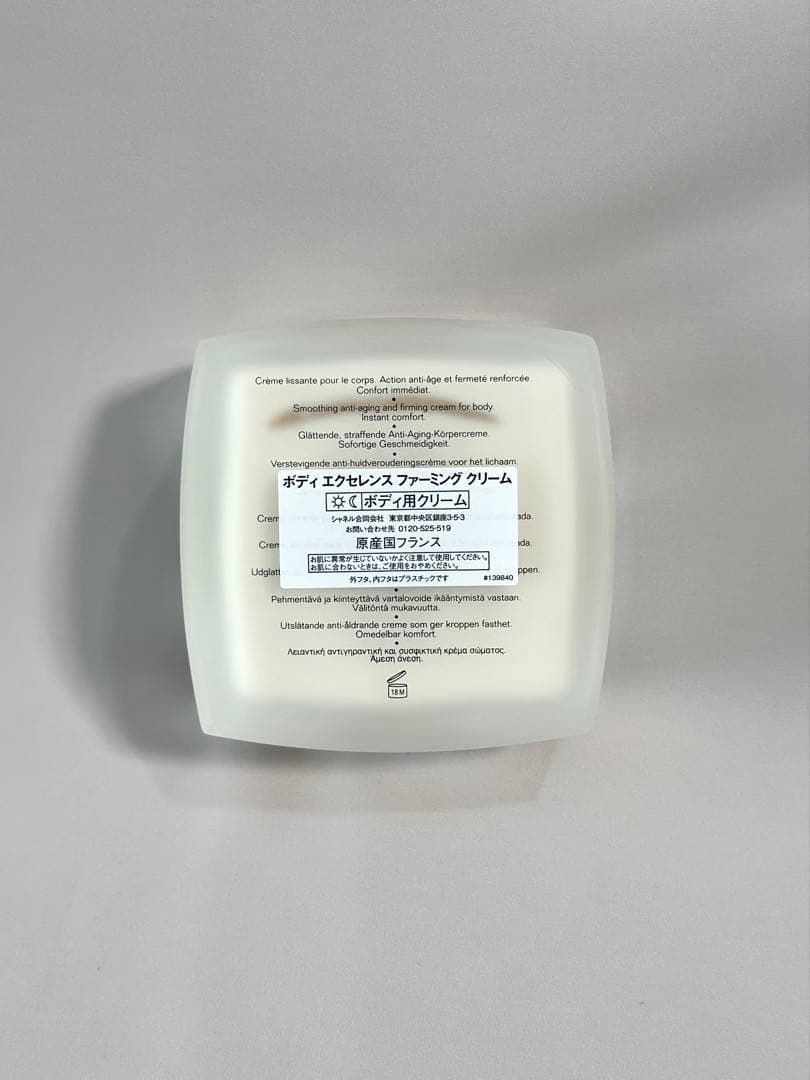 Crème lissante pour le corps. Action anti-âge et fermeté renforcée.
Confort immédiat.
•
Smoothing anti-aging and firming cream for body.
Instant comfort.
•
Glättende, straffende Anti-Aging-Körpercreme.
Sofortige Geschmeidigkeit.
•
Verstevigende anti-huidverouderingscrème voor het lichaam.
ボディ エクセレンス ファーミング クリーム
ボディ用クリーム
シャネル合同会社 東京都中央区銀座3-5-3
お問い合わせ先 0120-525-519
原産国フランス
お肌に異常が生じていないかよく注意して使用してください。
お肌に合わないときは、ご使用をおやめください。
外フタ、内フタはプラスチックです #139840
•
Pehmentävä ja kiinteyttävä vartalovoide ikääntymistä vastaan.
Välitöntä mukavuutta.
•
Utslätande anti-åldrande creme som ger kroppen fasthet.
Omedelbar komfort.
•
Λειαντική αντιγηραντική και συσφικτική κρέμα σώματος.
Άμεση άνεση.
18 M